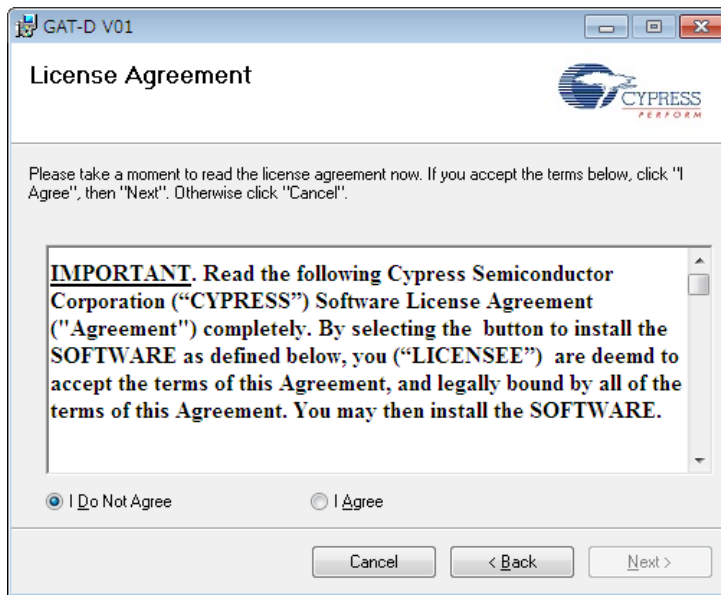 GAT-D V01
License Agreement
CYPRESS
PERFORM
Please take a moment to read the license agreement now. If you accept the terms below, click "I
Agree", then "Next". Otherwise click "Cancel".
IMPORTANT. Read the following Cypress Semiconductor
Corporation (“CYPRESS”) Software License Agreement
("Agreement") completely. By selecting the  button to install the
SOFTWARE as defined below, you (“LICENSEE”)  are deemd to
accept the terms of this Agreement, and legally bound by all of the
terms of this Agreement. You may then install the SOFTWARE.
I Do Not Agree
I Agree
Cancel
< Back
Next >